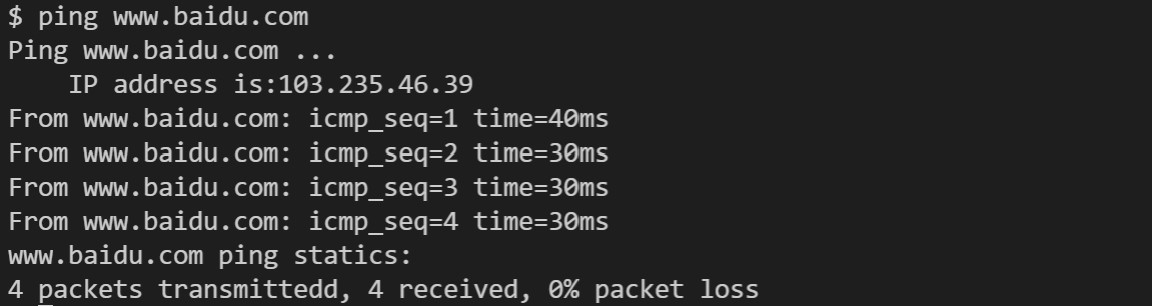 $ ping www.baidu.com
Ping www.baidu.com ...
    IP address is:103.235.46.39
From www.baidu.com: icmp_seq=1 time=40ms
From www.baidu.com: icmp_seq=2 time=30ms
From www.baidu.com: icmp_seq=3 time=30ms
From www.baidu.com: icmp_seq=4 time=30ms
www.baidu.com ping statics:
4 packets transmittedd, 4 received, 0% packet loss